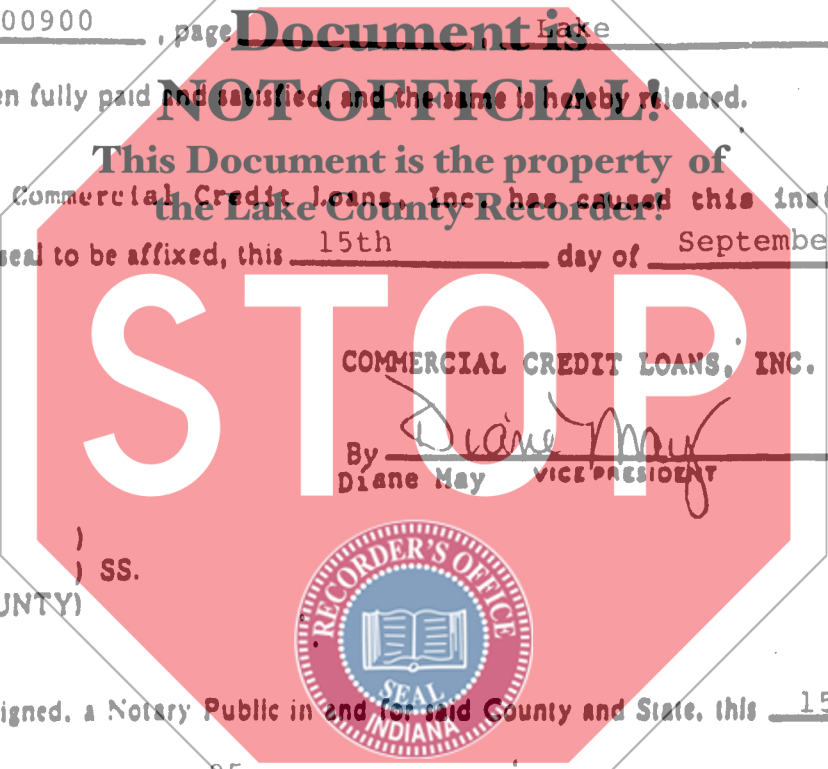 00900 , page Lake
Document is
en fully paid and satisfied, and the same is hereby released.
NOT OFFICIAL!
This Document is the property of
Commercial Credit Loans, Inc. has caused this inst
the Lake County Recorder!
seal to be affixed, this 15th day of Septembe
STOP
COMMERCIAL CREDIT LOANS, INC.
Diane May
By
Diane May VICE PRESIDENT
)
) SS.
UNTY)
RECORDER'S OFFICE
SEAL
INDIANA
igned, a Notary Public in and for said County and State, this 15